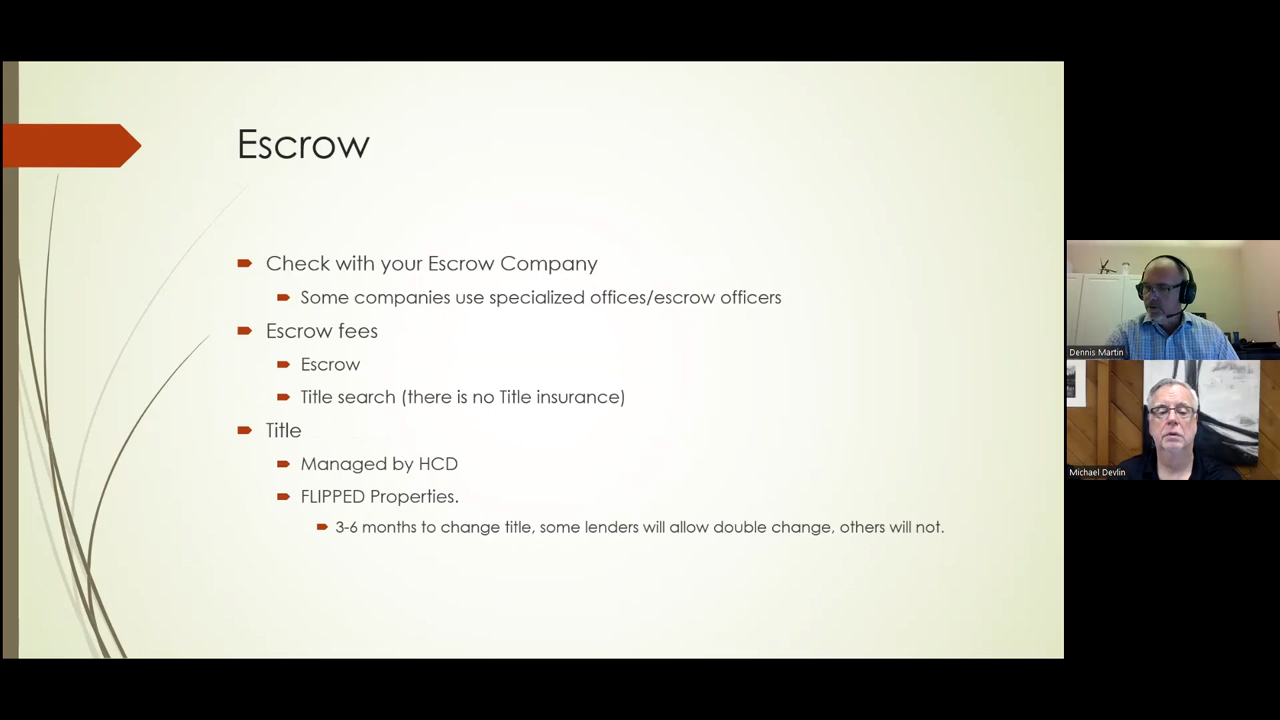 Escrow
Check with your Escrow Company
Some companies use specialized offices/escrow officers
Escrow fees
Escrow
Title search (there is no Title insurance)
Title
Managed by HCD
FLIPPED Properties.
3-6 months to change title, some lenders will allow double change, others will not.
Dennis Martin
Michael Devlin